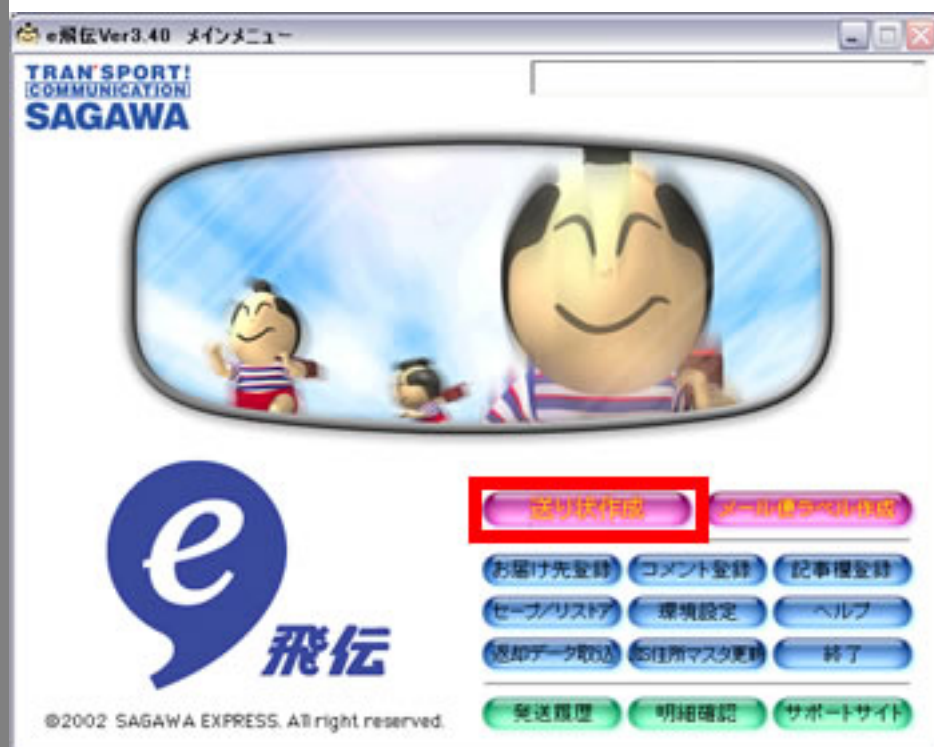 e飛伝Ver3.40 メインメニュー
TRAN'SPORT!
COMMUNICATION
SAGAWA
送り状作成 メール便ラベル作成
お届け先登録 コメント登録 記事欄登録
セーブ/リストア 環境設定 ヘルプ
返却データ取込 IS住所マスタ更新 終了
e飛伝
発送履歴 明細確認 サポートサイト
©2002 SAGAWA EXPRESS. All right reserved.